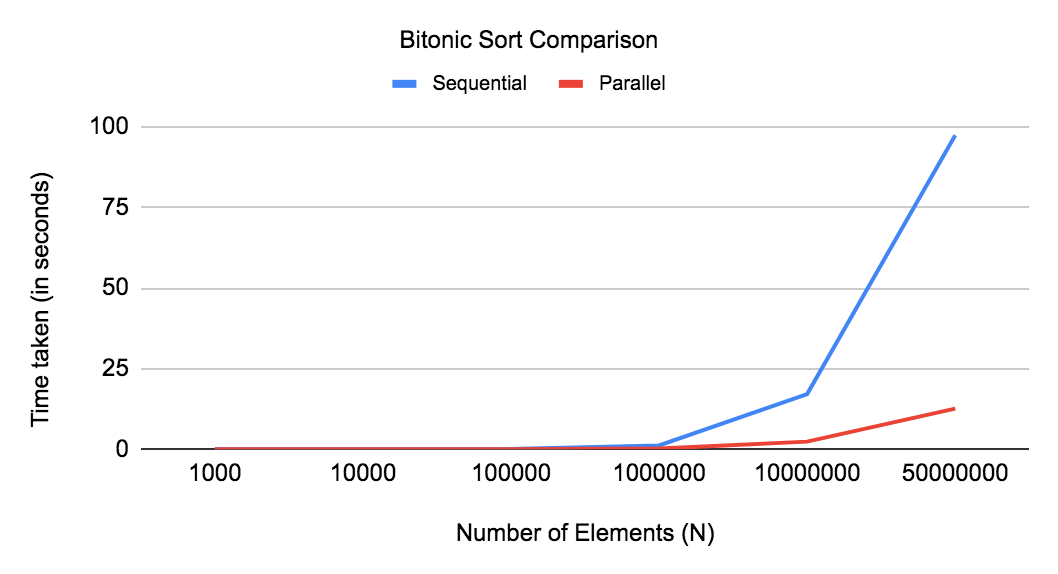 Bitonic Sort Comparison
Sequential Parallel
100
75
50
25
0
Time taken (in seconds)
1000 10000 100000 1000000 10000000 50000000
Number of Elements (N)